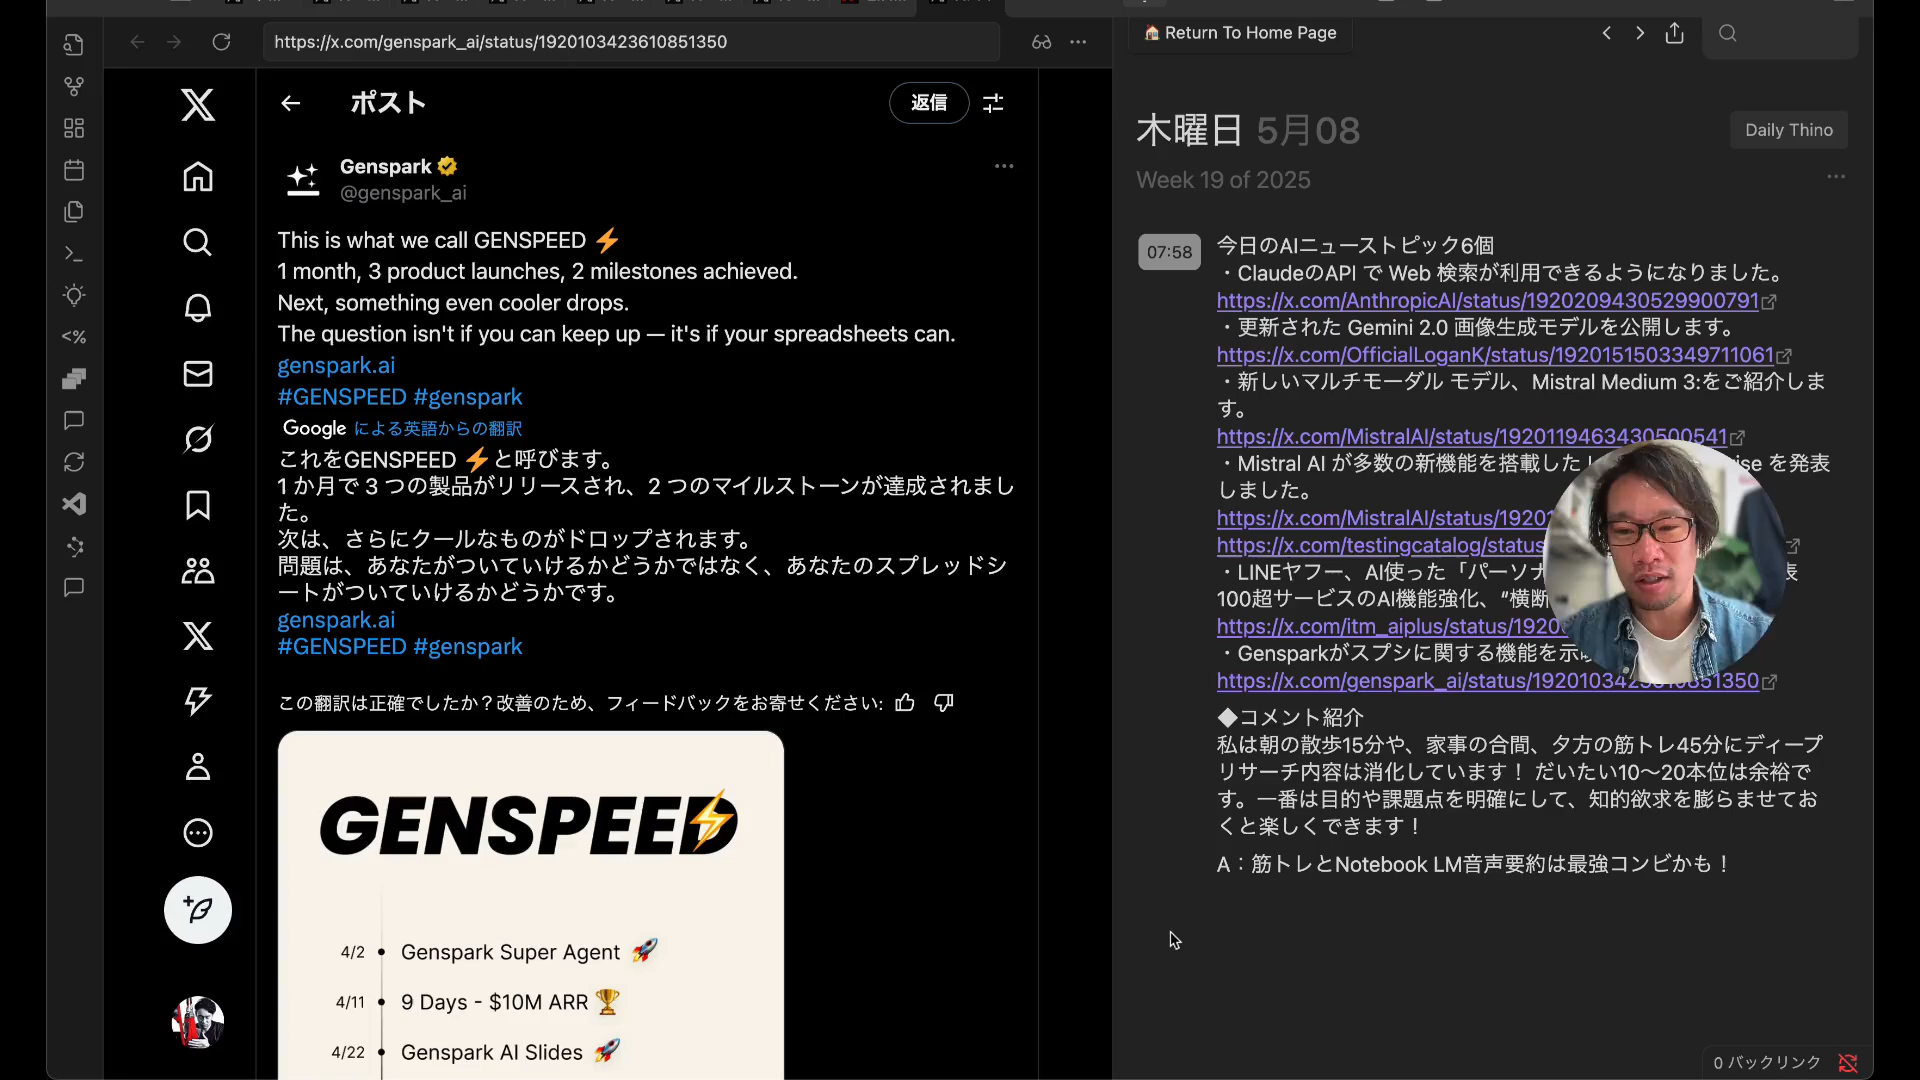 https://x.com/genspark_ai/status/1920103423610851350
ポスト
返信
Genspark
@genspark_ai
This is what we call GENSPEED ⚡
1 month, 3 product launches, 2 milestones achieved.
Next, something even cooler drops.
The question isn't if you can keep up — it's if your spreadsheets can.
genspark.ai
#GENSPEED #genspark
Google による英語からの翻訳
これをGENSPEED ⚡と呼びます。
1 か月で 3 つの製品がリリースされ、2 つのマイルストーンが達成されまし
た。
次は、さらにクールなものがドロップされます。
問題は、あなたがついていけるかどうかではなく、あなたのスプレッドシ
ートがついていけるかどうかです。
genspark.ai
#GENSPEED #genspark
この翻訳は正確でしたか？改善のため、フィードバックをお寄せください:
GENSPEED
4/2 Genspark Super Agent 🚀
4/11 9 Days - $10M ARR 🏆
4/22 Genspark AI Slides 🚀
Return To Home Page
木曜日 5月08
Daily Thino
Week 19 of 2025
07:58
今日のAIニューストピック6個
・ClaudeのAPI で Web 検索が利用できるようになりました。
https://x.com/AnthropicAI/status/1920209430529900791
・更新された Gemini 2.0 画像生成モデルを公開します。
https://x.com/OfficialLoganK/status/1920151503349711061
・新しいマルチモーダル モデル、Mistral Medium 3:をご紹介しま
す。
https://x.com/MistralAI/status/1920119463430500541
・Mistral AI が多数の新機能を搭載した を発表
しました。
https://x.com/MistralAI/status/1920
https://x.com/testingcatalog/status
・LINEヤフー、AI使った「パーソナ 表
100超サービスのAI機能強化、“横断
https://x.com/itm_aiplus/status/1920
・Gensparkがスプシに関する機能を示
https://x.com/genspark_ai/status/1920103423610851350
◆コメント紹介
私は朝の散歩15分や、家事の合間、夕方の筋トレ45分にディープ
リサーチ内容は消化しています！ だいたい10〜20本位は余裕で
す。一番は目的や課題点を明確にして、知的欲求を膨らませてお
くと楽しくできます！
A：筋トレとNotebook LM音声要約は最強コンビかも！
0 バックリンク